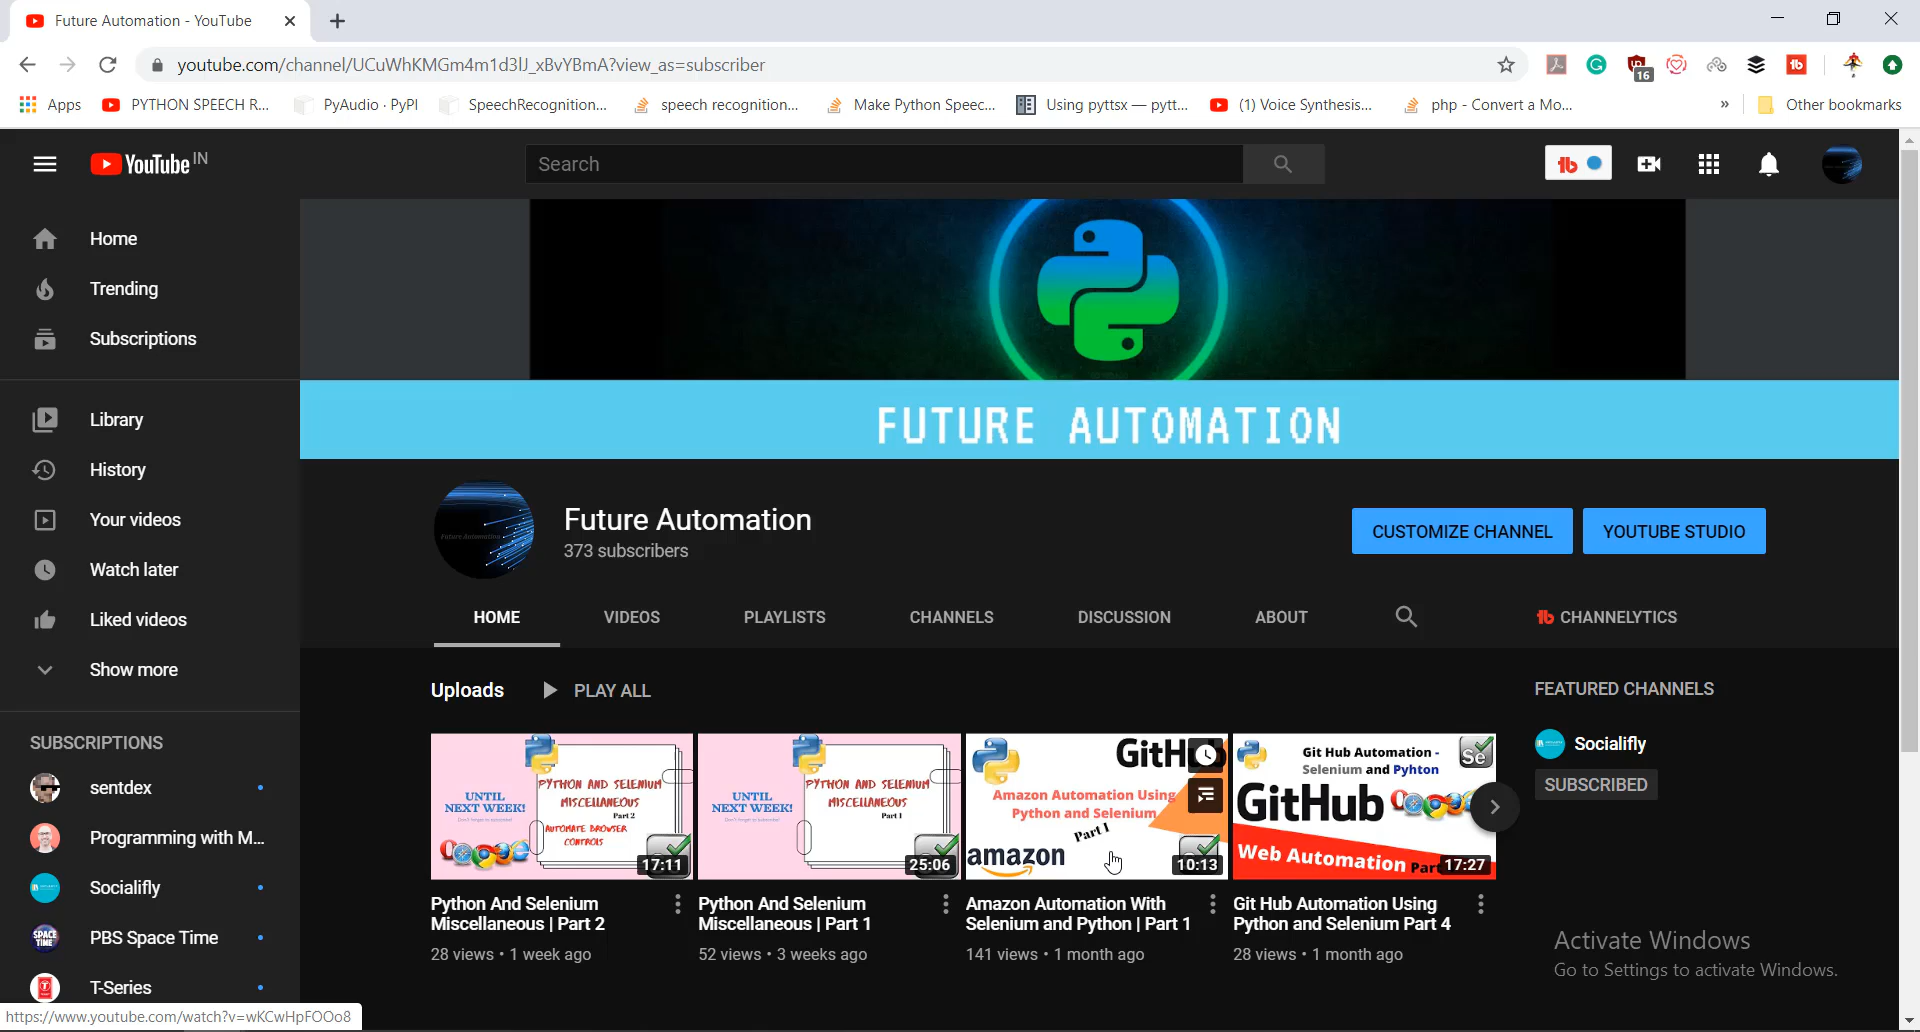 Future Automation - YouTube
youtube.com/channel/UCuWhKMGm4m1d3lJ_xBvYBmA?view_as=subscriber
16
Apps
PYTHON SPEECH R...
PyAudio · PyPI
SpeechRecognition...
speech recognition...
Make Python Speec...
Using pyttsx — pytt...
(1) Voice Synthesis...
php - Convert a Mo...
»
Other bookmarks
YouTube IN
Search
Home
Trending
Subscriptions
Library
History
Your videos
Watch later
Liked videos
Show more
SUBSCRIPTIONS
sentdex
Programming with M...
Socialifly
PBS Space Time
T-Series
https://www.youtube.com/watch?v=wKCwHpFOOo8
FUTURE AUTOMATION
Future Automation
373 subscribers
CUSTOMIZE CHANNEL
YOUTUBE STUDIO
HOME
VIDEOS
PLAYLISTS
CHANNELS
DISCUSSION
ABOUT
CHANNELYTICS
Uploads
PLAY ALL
UNTIL
NEXT WEEK!
PYTHON AND SELENIUM
MISCELLANEOUS
Part 2
AUTOMATE BROWSER
CONTROLS
17:11
Python And Selenium
Miscellaneous | Part 2
28 views • 1 week ago
UNTIL
NEXT WEEK!
PYTHON AND SELENIUM
MISCELLANEOUS
Part 1
25:06
Python And Selenium
Miscellaneous | Part 1
52 views • 3 weeks ago
GitHub
Amazon Automation Using
Python and Selenium
Part 1
amazon
10:13
Amazon Automation With
Selenium and Python | Part 1
141 views • 1 month ago
Git Hub Automation -
Selenium and Pyhton
Se
GitHub
Web Automation Part
17:27
Git Hub Automation Using
Python and Selenium Part 4
28 views • 1 month ago
FEATURED CHANNELS
Socialifly
SUBSCRIBED
Activate Windows
Go to Settings to activate Windows.